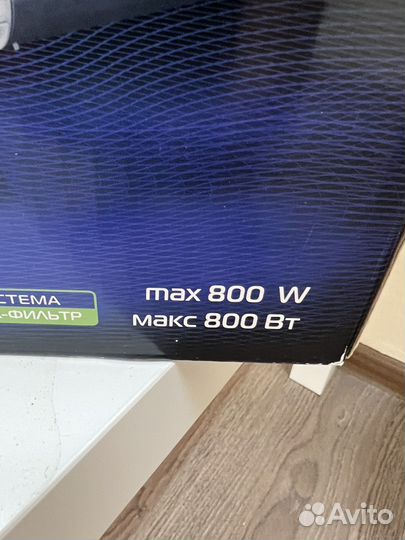 СТЕМА
-ФИЛЬТР
max 800 W
макс 800 Вт
Avito